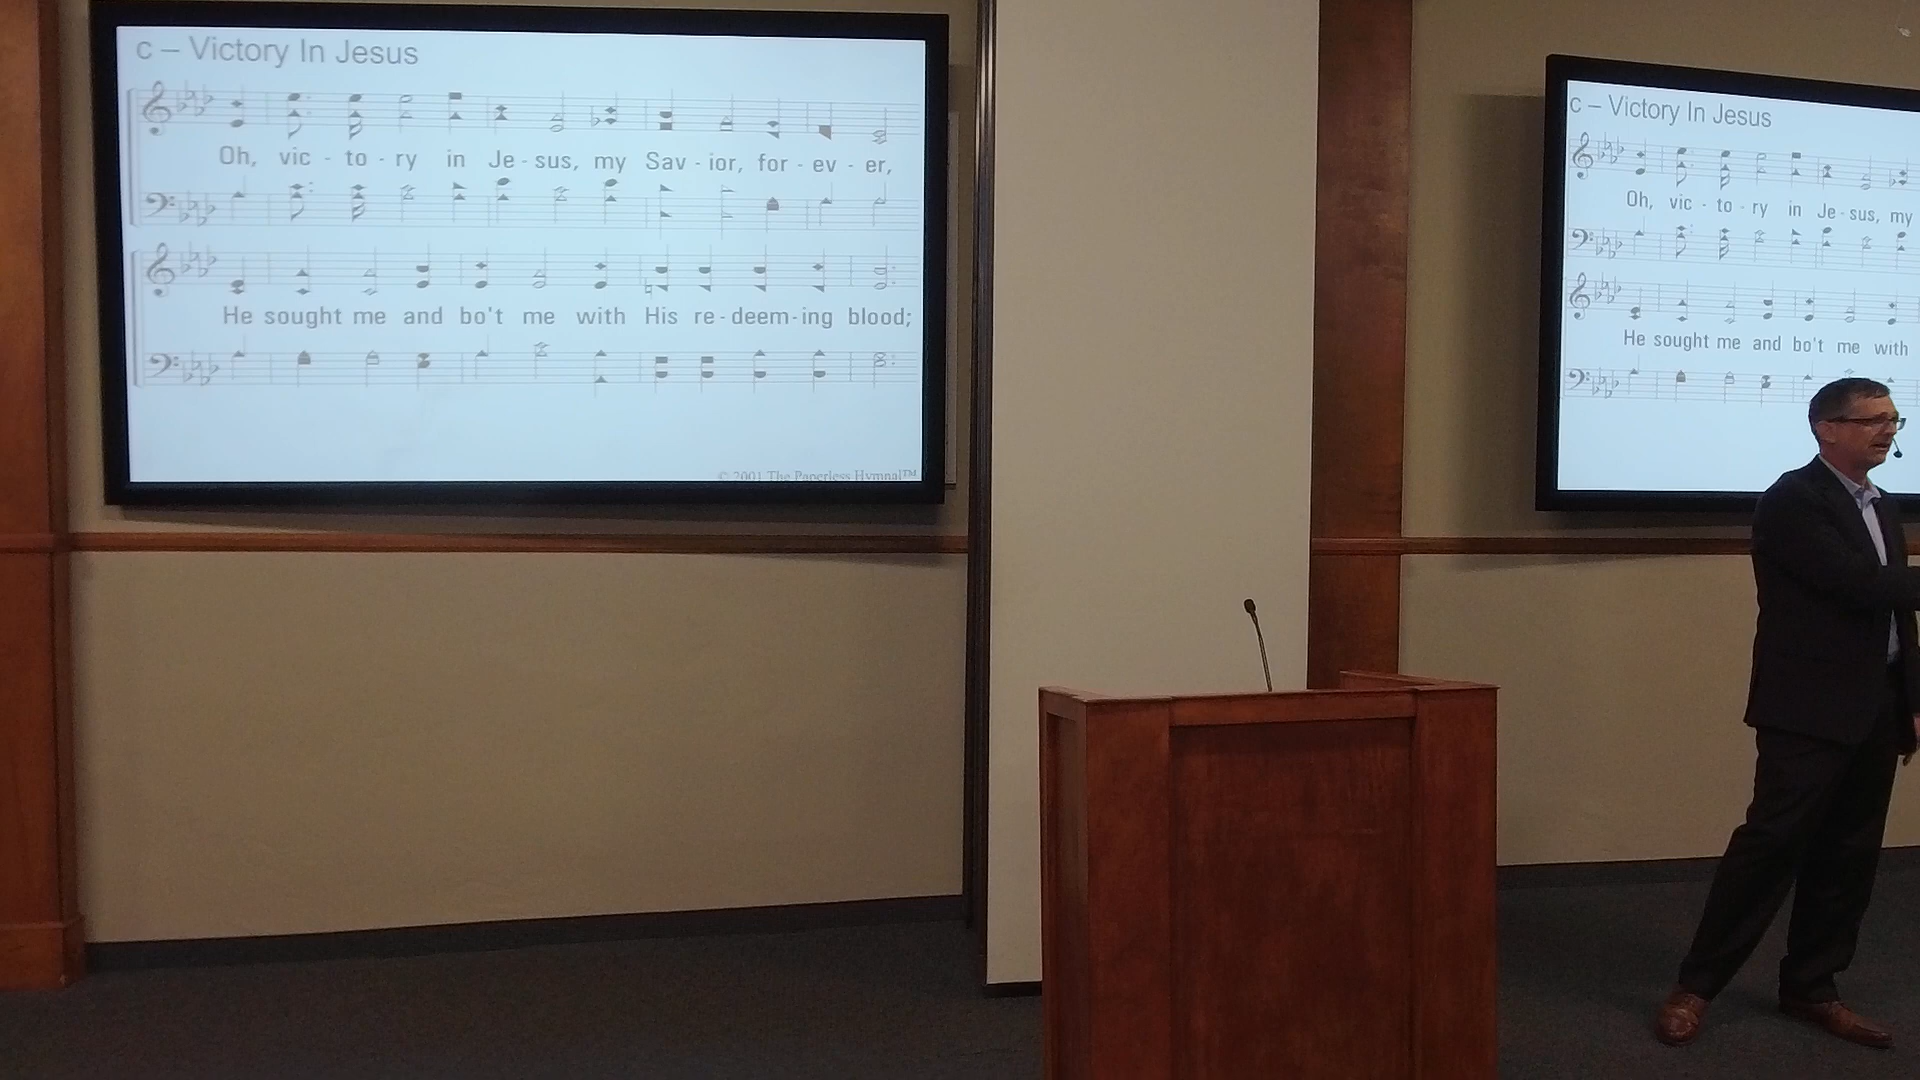 c – Victory In Jesus
Oh, vic - to - ry in Je - sus, my Sav - ior, for - ev - er,
He sought me and bo't me with His re - deem - ing blood;
© 2001 The Paperless Hymnal™
c – Victory In Jesus
Oh, vic - to - ry in Je - sus, my
He sought me and bo't me with